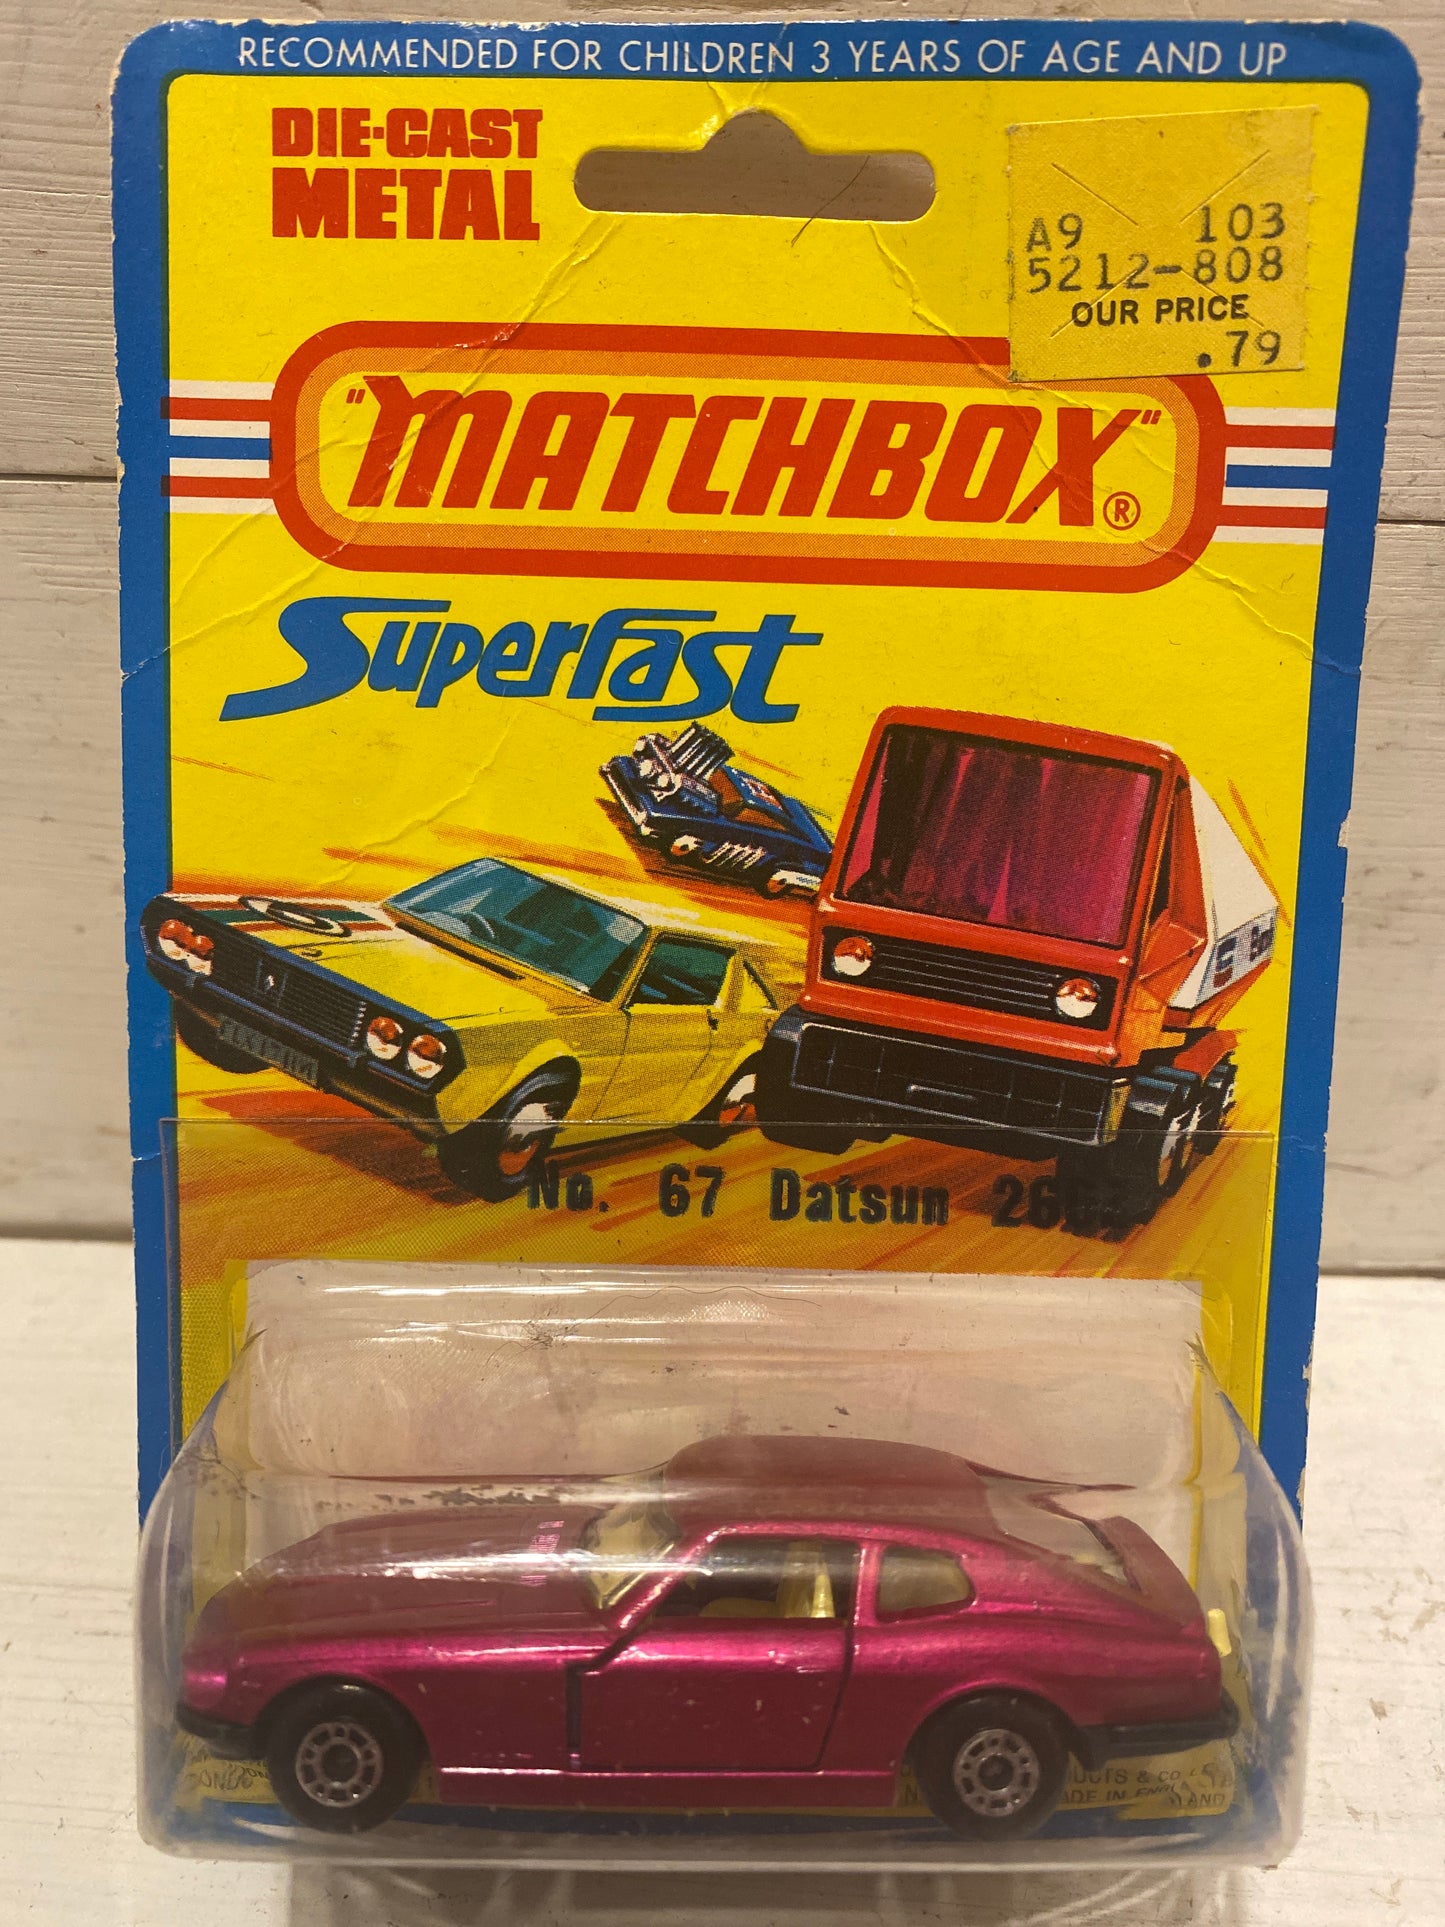 RECOMMENDED FOR CHILDREN 3 YEARS OF AGE AND UP
DIE-CAST
METAL
A9 103
5212-808
OUR PRICE
.79
"MATCHBOX"®
Superfast
No. 67 Datsun